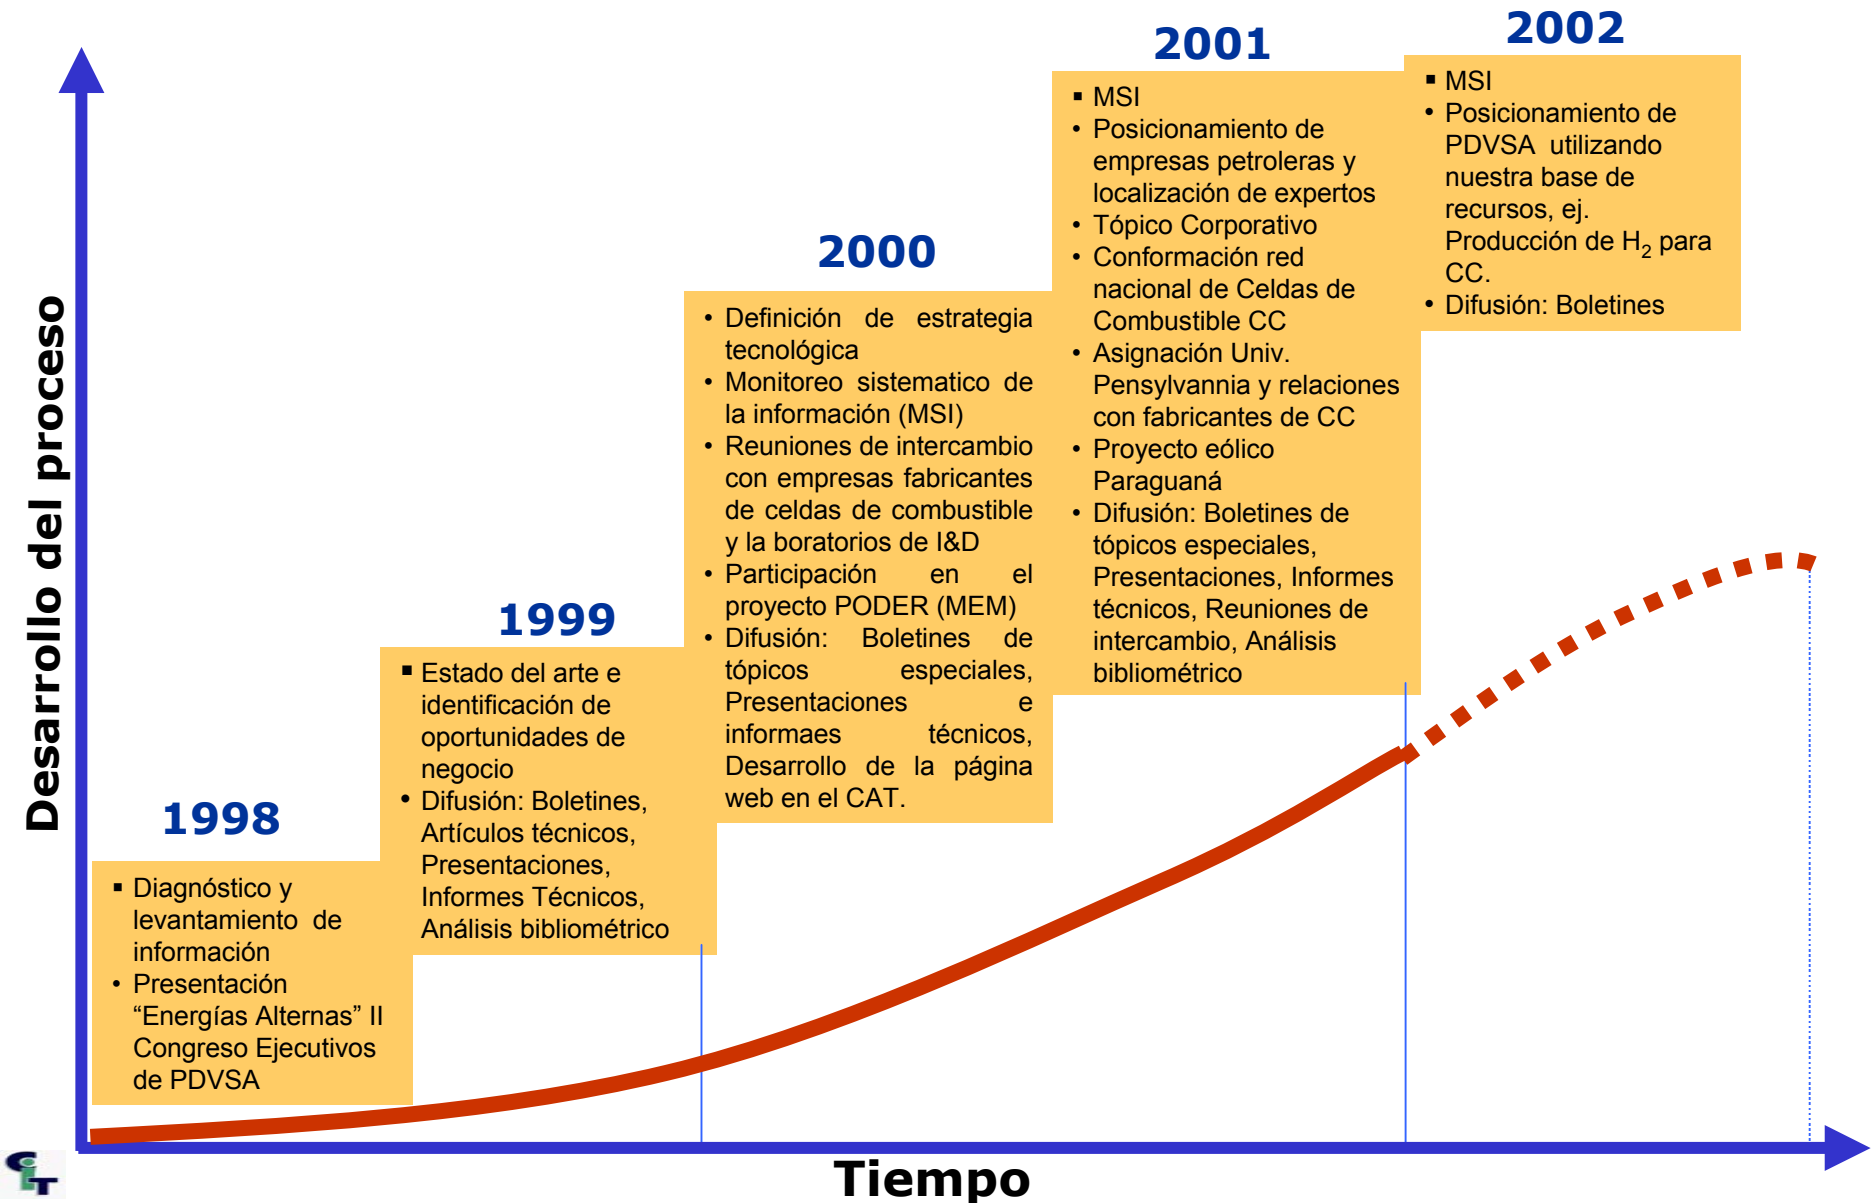 Desarrollo del proceso
1998
▪ Diagnóstico y
levantamiento de
información
• Presentación
“Energías Alternas” II
Congreso Ejecutivos
de PDVSA
1999
▪ Estado del arte e
identificación de
oportunidades de
negocio
• Difusión: Boletines,
Artículos técnicos,
Presentaciones,
Informes Técnicos,
Análisis bibliométrico
2000
• Definición de estrategia
tecnológica
• Monitoreo sistematico de
la información (MSI)
• Reuniones de intercambio
con empresas fabricantes
de celdas de combustible
y la boratorios de I&D
• Participación en el
proyecto PODER (MEM)
• Difusión: Boletines de
tópicos especiales,
Presentaciones e
informaes técnicos,
Desarrollo de la página
web en el CAT.
2001
▪ MSI
• Posicionamiento de
empresas petroleras y
localización de expertos
• Tópico Corporativo
• Conformación red
nacional de Celdas de
Combustible CC
• Asignación Univ.
Pensylvannia y relaciones
con fabricantes de CC
• Proyecto eólico
Paraguaná
• Difusión: Boletines de
tópicos especiales,
Presentaciones, Informes
técnicos, Reuniones de
intercambio, Análisis
bibliométrico
2002
▪ MSI
• Posicionamiento de
PDVSA utilizando
nuestra base de
recursos, ej.
Producción de H₂ para
CC.
• Difusión: Boletines
Tiempo